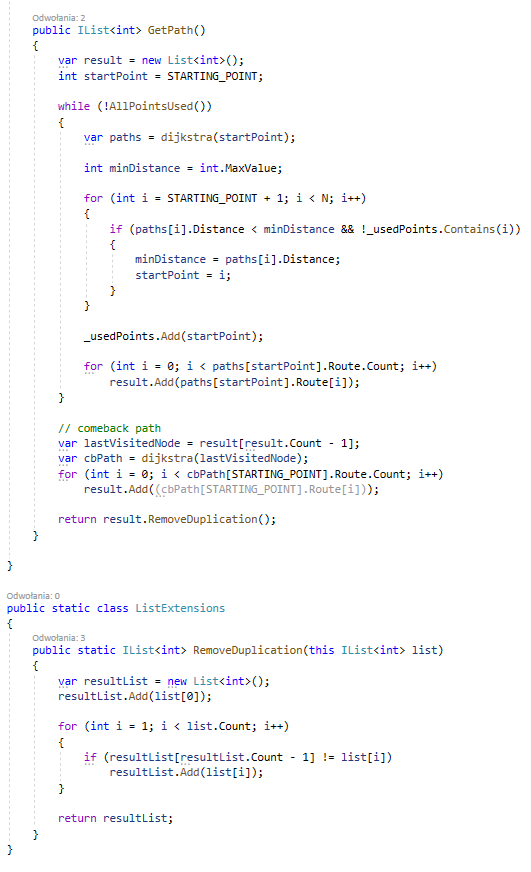 Odwołania: 2
public IList<int> GetPath()
{
var result = new List<int>();
int startPoint = STARTING_POINT;
while (!AllPointsUsed())
{
var paths = dijkstra(startPoint);
int minDistance = int.MaxValue;
for (int i = STARTING_POINT + 1; i < N; i++)
{
if (paths[i].Distance < minDistance && !_usedPoints.Contains(i))
{
minDistance = paths[i].Distance;
startPoint = i;
}
}
_usedPoints.Add(startPoint);
for (int i = 0; i < paths[startPoint].Route.Count; i++)
result.Add(paths[startPoint].Route[i]);
}
// comeback path
var lastVisitedNode = result[result.Count - 1];
var cbPath = dijkstra(lastVisitedNode);
for (int i = 0; i < cbPath[STARTING_POINT].Route.Count; i++)
result.Add((cbPath[STARTING_POINT].Route[i]));
return result.RemoveDuplication();
}
}
Odwołania: 0
public static class ListExtensions
{
Odwołania: 3
public static IList<int> RemoveDuplication(this IList<int> list)
{
var resultList = new List<int>();
resultList.Add(list[0]);
for (int i = 1; i < list.Count; i++)
{
if (resultList[resultList.Count - 1] != list[i])
resultList.Add(list[i]);
}
return resultList;
}
}